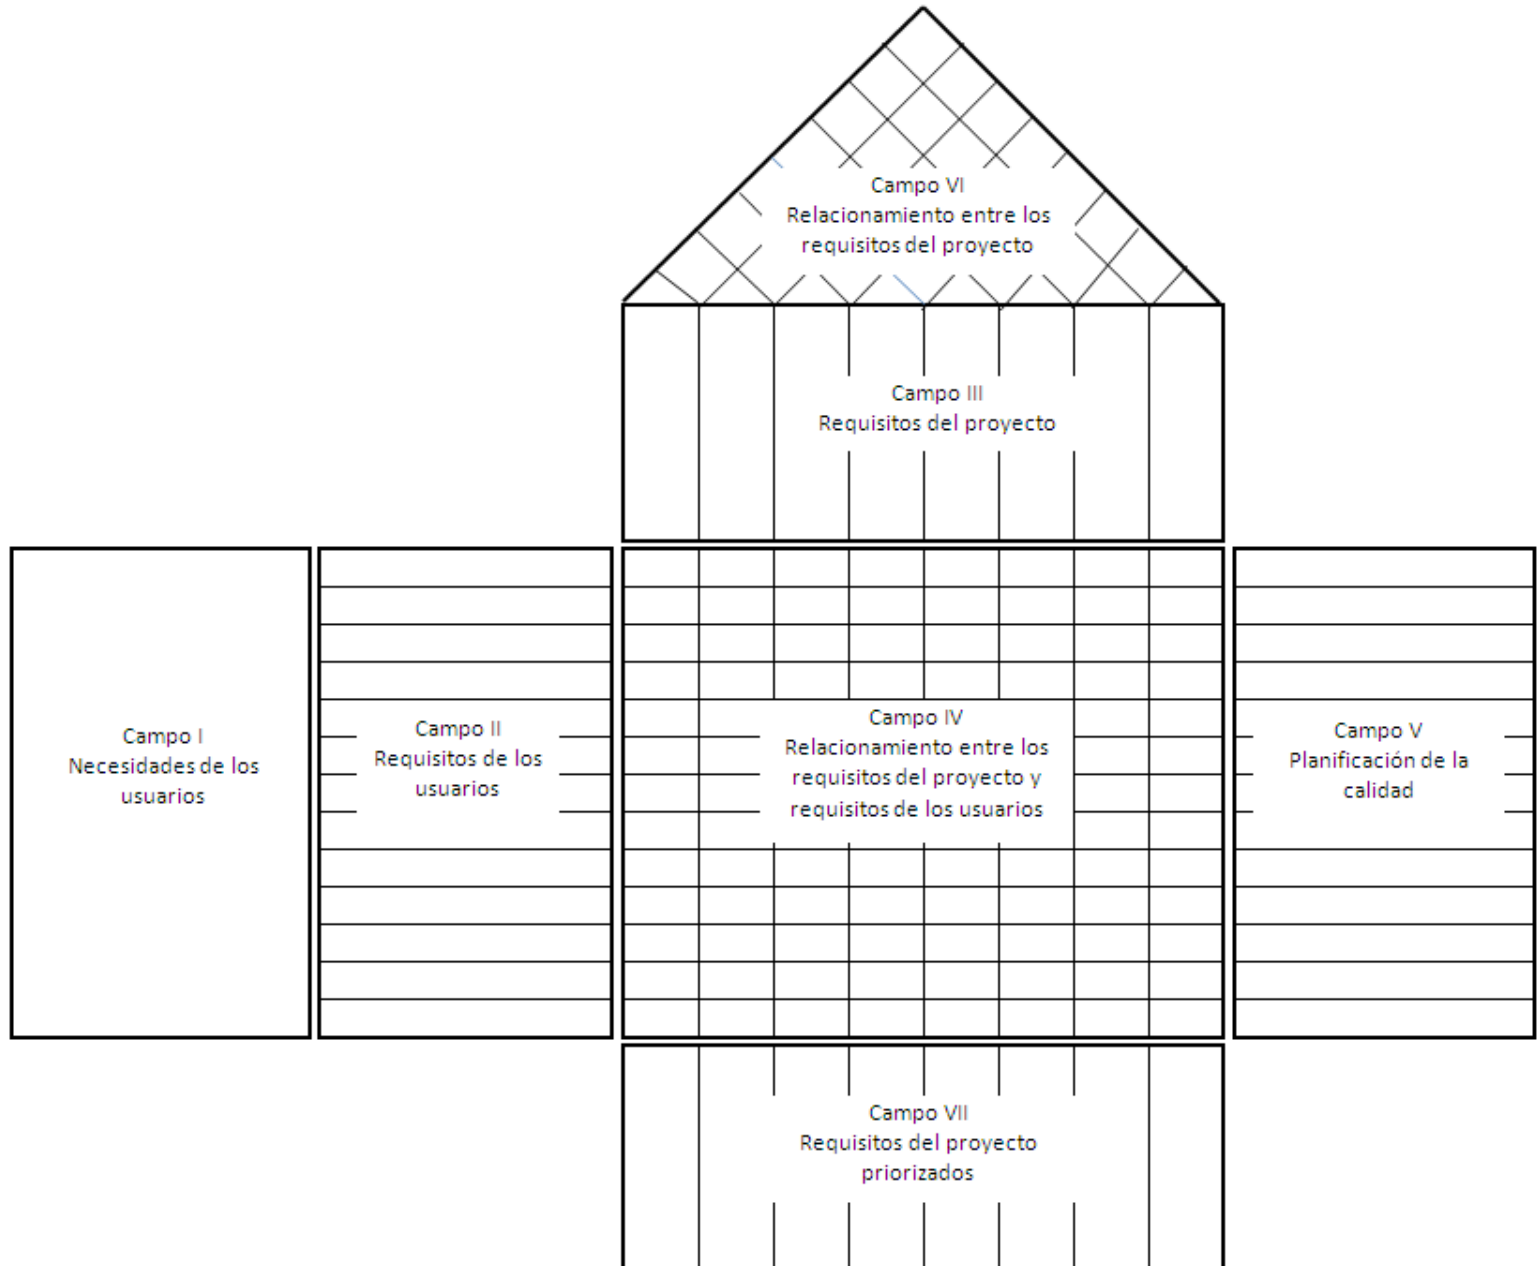 Campo VI
Relacionamiento entre los
requisitos del proyecto
Campo III
Requisitos del proyecto
Campo I
Necesidades de los
usuarios
Campo II
Requisitos de los
usuarios
Campo IV
Relacionamiento entre los
requisitos del proyecto y
requisitos de los usuarios
Campo V
Planificación de la
calidad
Campo VII
Requisitos del proyecto
priorizados